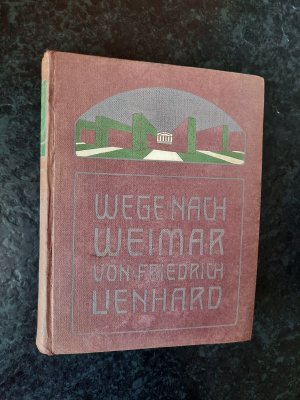 WEGE NACH
WEIMAR
VON FRIEDRICH
LIENHARD